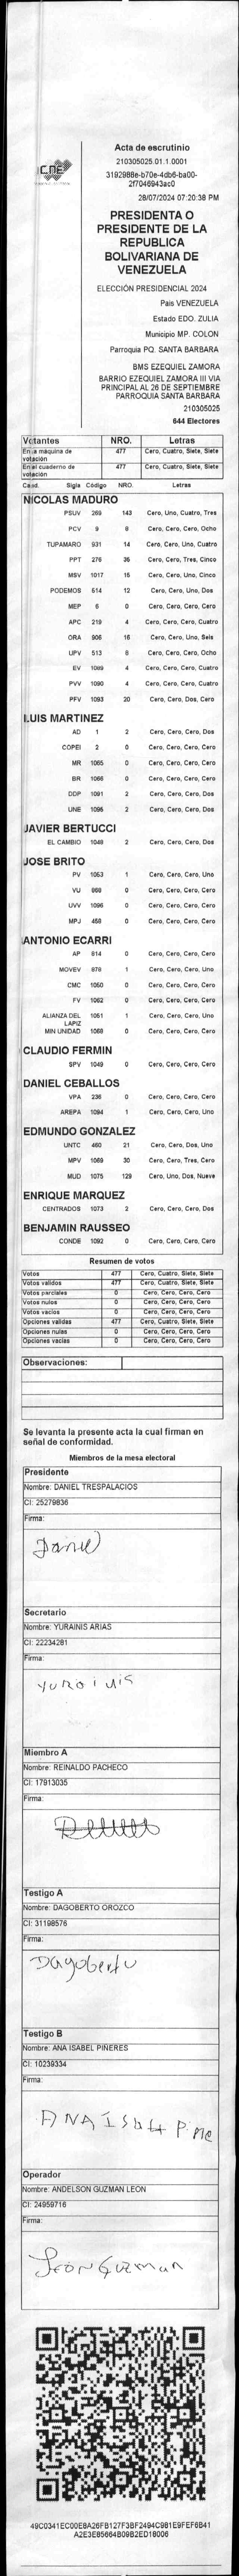 CNE
Acta de escrutinio
210305025.01.1.0001
3192988e-b70e-4db6-ba00-
2f7046943ac0
28/07/2024 07:20:38 PM
PRESIDENTA O
PRESIDENTE DE LA
REPUBLICA
BOLIVARIANA DE
VENEZUELA
ELECCIÓN PRESIDENCIAL 2024
Pais VENEZUELA
Estado EDO. ZULIA
Municipio MP. COLON
Parroquia PQ. SANTA BARBARA
BMS EZEQUIEL ZAMORA
BARRIO EZEQUIEL ZAMORA III VIA
PRINCIPAL AL 26 DE SEPTIEMBRE
PARROQUIA SANTA BARBARA
210305025
644 Electores
Votantes NRO. Letras
En la máquina de votación 477 Cero, Cuatro, Siete, Siete
En el cuaderno de votación 477 Cero, Cuatro, Siete, Siete
Cand. Sigla Código NRO. Letras
NICOLAS MADURO
PSUV 269 143 Cero, Uno, Cuatro, Tres
PCV 9 8 Cero, Cero, Cero, Ocho
TUPAMARO 931 14 Cero, Cero, Uno, Cuatro
PPT 276 35 Cero, Cero, Tres, Cinco
MSV 1017 15 Cero, Cero, Uno, Cinco
PODEMOS 514 12 Cero, Cero, Uno, Dos
MEP 6 0 Cero, Cero, Cero, Cero
APC 219 4 Cero, Cero, Cero, Cuatro
ORA 906 16 Cero, Cero, Uno, Seis
UPV 513 8 Cero, Cero, Cero, Ocho
EV 1089 4 Cero, Cero, Cero, Cuatro
PVV 1090 4 Cero, Cero, Cero, Cuatro
PFV 1093 20 Cero, Cero, Dos, Cero
LUIS MARTINEZ
AD 1 2 Cero, Cero, Cero, Dos
COPEI 2 0 Cero, Cero, Cero, Cero
MR 1065 0 Cero, Cero, Cero, Cero
BR 1066 0 Cero, Cero, Cero, Cero
DDP 1091 2 Cero, Cero, Cero, Dos
UNE 1095 2 Cero, Cero, Cero, Dos
JAVIER BERTUCCI
EL CAMBIO 1048 2 Cero, Cero, Cero, Dos
JOSE BRITO
PV 1053 1 Cero, Cero, Cero, Uno
VU 868 0 Cero, Cero, Cero, Cero
UVV 1096 0 Cero, Cero, Cero, Cero
MPJ 458 0 Cero, Cero, Cero, Cero
ANTONIO ECARRI
AP 814 0 Cero, Cero, Cero, Cero
MOVEV 878 1 Cero, Cero, Cero, Uno
CMC 1050 0 Cero, Cero, Cero, Cero
FV 1062 0 Cero, Cero, Cero, Cero
ALIANZA DEL LAPIZ 1051 1 Cero, Cero, Cero, Uno
MIN UNIDAD 1068 0 Cero, Cero, Cero, Cero
CLAUDIO FERMIN
SPV 1049 0 Cero, Cero, Cero, Cero
DANIEL CEBALLOS
VPA 236 0 Cero, Cero, Cero, Cero
AREPA 1094 1 Cero, Cero, Cero, Uno
EDMUNDO GONZALEZ
UNTC 460 21 Cero, Cero, Dos, Uno
MPV 1069 30 Cero, Cero, Tres, Cero
MUD 1075 129 Cero, Uno, Dos, Nueve
ENRIQUE MARQUEZ
CENTRADOS 1073 2 Cero, Cero, Cero, Dos
BENJAMIN RAUSSEO
CONDE 1092 0 Cero, Cero, Cero, Cero
Resumen de votos
Votos 477 Cero, Cuatro, Siete, Siete
Votos validos 477 Cero, Cuatro, Siete, Siete
Votos parciales 0 Cero, Cero, Cero, Cero
Votos nulos 0 Cero, Cero, Cero, Cero
Votos vacios 0 Cero, Cero, Cero, Cero
Opciones validas 477 Cero, Cuatro, Siete, Siete
Opciones nulas 0 Cero, Cero, Cero, Cero
Opciones vacias 0 Cero, Cero, Cero, Cero
Observaciones:
Se levanta la presente acta la cual firman en
señal de conformidad.
Miembros de la mesa electoral
Presidente
Nombre: DANIEL TRESPALACIOS
CI: 25279836
Firma:
Daniel
Secretario
Nombre: YURAINIS ARIAS
CI: 22234281
Firma:
Miembro A
Nombre: REINALDO PACHECO
CI: 17913035
Firma:
Testigo A
Nombre: DAGOBERTO OROZCO
CI: 31198576
Firma:
Dagoberto
Testigo B
Nombre: ANA ISABEL PIÑERES
CI: 10239334
Firma:
Operador
Nombre: ANDELSON GUZMAN LEON
CI: 24959716
Firma:
Leon Guzman
49C0341EC00E8A26FB127F3BF2494C981E9FEF6B41
A2E3E85664B09B2ED18006